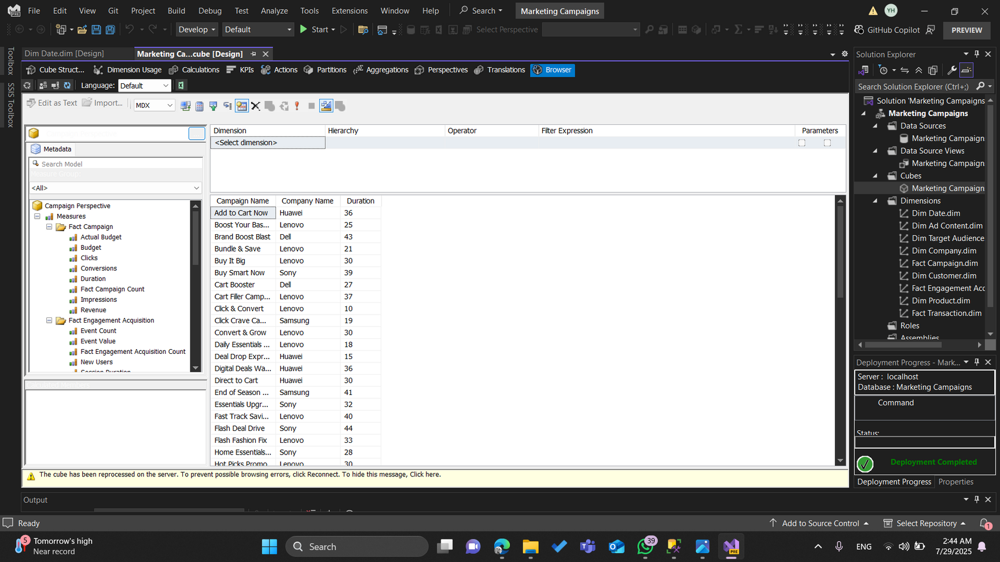 File Edit View Git Project Build Debug Test Analyze Tools Extensions Window Help Search Marketing Campaigns YH
Develop Default Start Select Perspective GitHub Copilot PREVIEW
Toolbox
SSIS Toolbox
Dim Date.dim [Design] Marketing Ca...cube [Design]
Cube Struct... Dimension Usage Calculations KPIs Actions Partitions Aggregations Perspectives Translations Browser
Language: Default
Edit as Text Import... MDX
Metadata
Search Model
Measure Group:
<All>
Campaign Perspective
Measures
Fact Campaign
Actual Budget
Budget
Clicks
Conversions
Duration
Fact Campaign Count
Impressions
Revenue
Fact Engagement Acquisition
Event Count
Event Value
Fact Engagement Acquisition Count
New Users
Session Duration
Calculated Members
Dimension Hierarchy Operator Filter Expression Parameters
<Select dimension>
Campaign Name Company Name Duration
Add to Cart Now Huawei 36
Boost Your Bas... Lenovo 25
Brand Boost Blast Dell 43
Bundle & Save Lenovo 21
Buy It Big Lenovo 30
Buy Smart Now Sony 39
Cart Booster Dell 27
Cart Filler Camp... Lenovo 37
Click & Convert Lenovo 10
Click Crave Ca... Samsung 19
Convert & Grow Lenovo 30
Daily Essentials ... Lenovo 18
Deal Drop Expr... Huawei 15
Digital Deals Wa... Huawei 36
Direct to Cart Huawei 30
End of Season ... Samsung 41
Essentials Upgr... Sony 32
Fast Track Savi... Lenovo 40
Flash Deal Drive Sony 44
Flash Fashion Fix Lenovo 33
Home Essentials... Sony 28
Hot Picks Promo Lenovo 30
The cube has been reprocessed on the server. To prevent possible browsing errors, click Reconnect. To hide this message, Click here.
Output
Solution Explorer
Search Solution Explorer (Ctrl+;)
Solution 'Marketing Campaigns
Marketing Campaigns
Data Sources
Marketing Campaign
Data Source Views
Marketing Campaign
Cubes
Marketing Campaign
Dimensions
Dim Date.dim
Dim Ad Content.dim
Dim Target Audience
Dim Company.dim
Fact Campaign.dim
Dim Customer.dim
Fact Engagement Acc
Dim Product.dim
Fact Transaction.dim
Roles
Assemblies
Deployment Progress - Mark...
Server : localhost
Database : Marketing Campaigns
Command
Status:
Deployment Completed
Deployment Progress Properties
Ready Add to Source Control Select Repository 1
5 Tomorrow's high
Near record
Search
39
PRE
ENG
2:44 AM
7/29/2025